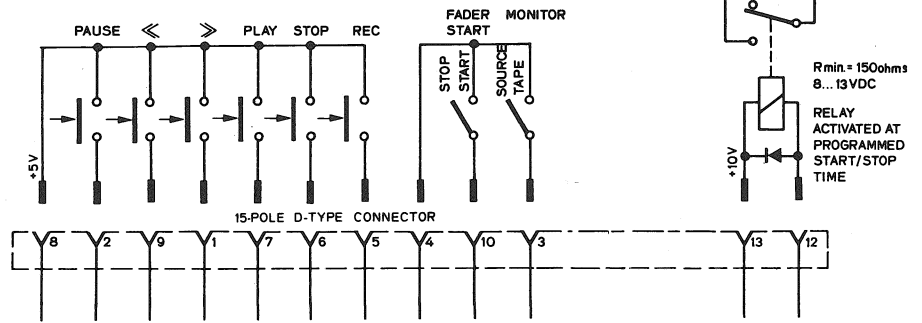 FADER MONITOR
PAUSE ≪ ≫ PLAY STOP REC START
STOP
START
SOURCE
TAPE
Rmin.= 150ohms
8...13VDC
RELAY
ACTIVATED AT
PROGRAMMED
START/STOP
TIME
+5V
+10V
15-POLE D-TYPE CONNECTOR
8 2 9 1 7 6 5 4 10 3 13 12